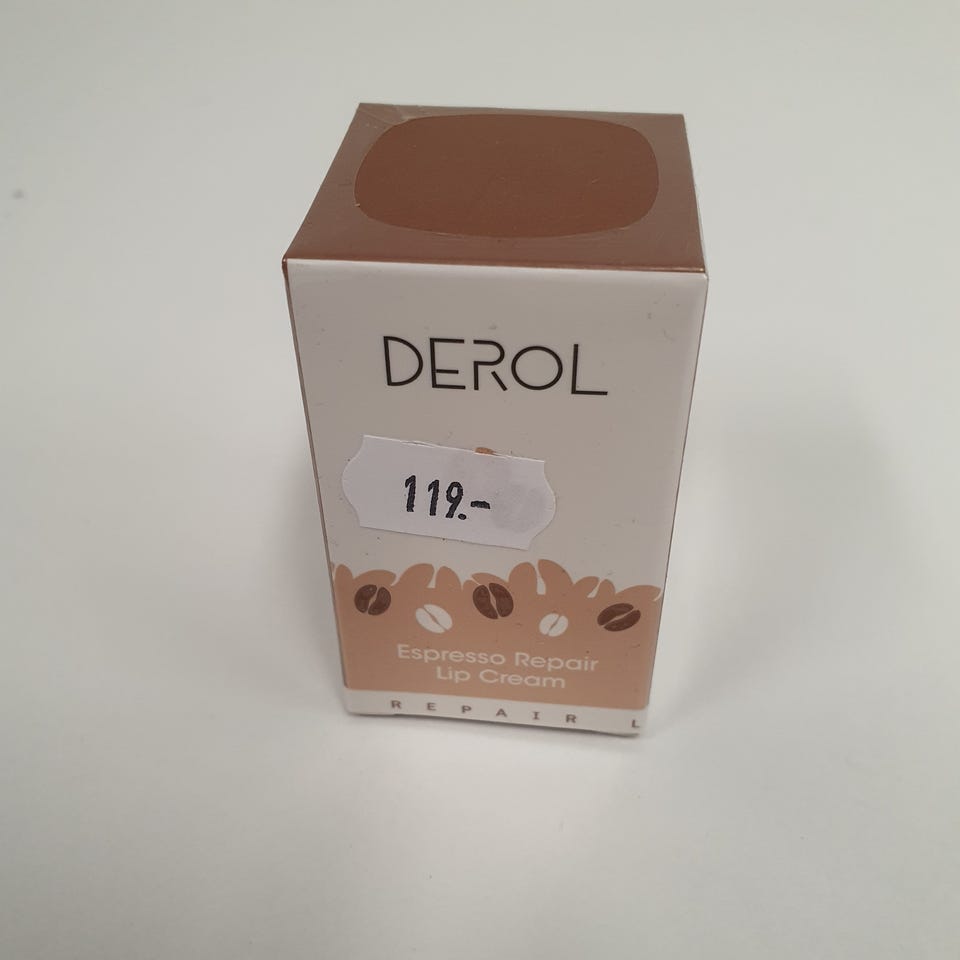 DEROL
119.-
Espresso Repair
Lip Cream
REPAIR L